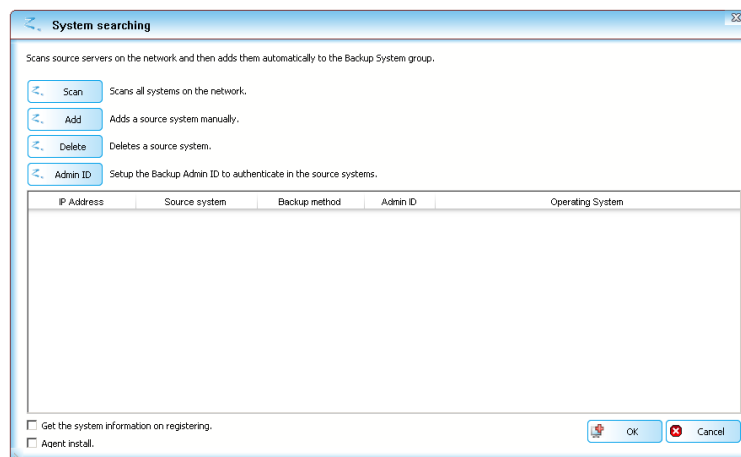 System searching
Scans source servers on the network and then adds them automatically to the Backup System group.
Scan Scans all systems on the network.
Add Adds a source system manually.
Delete Deletes a source system.
Admin ID Setup the Backup Admin ID to authenticate in the source systems.
IP Address Source system Backup method Admin ID Operating System
Get the system information on registering.
OK Cancel
Agent install.